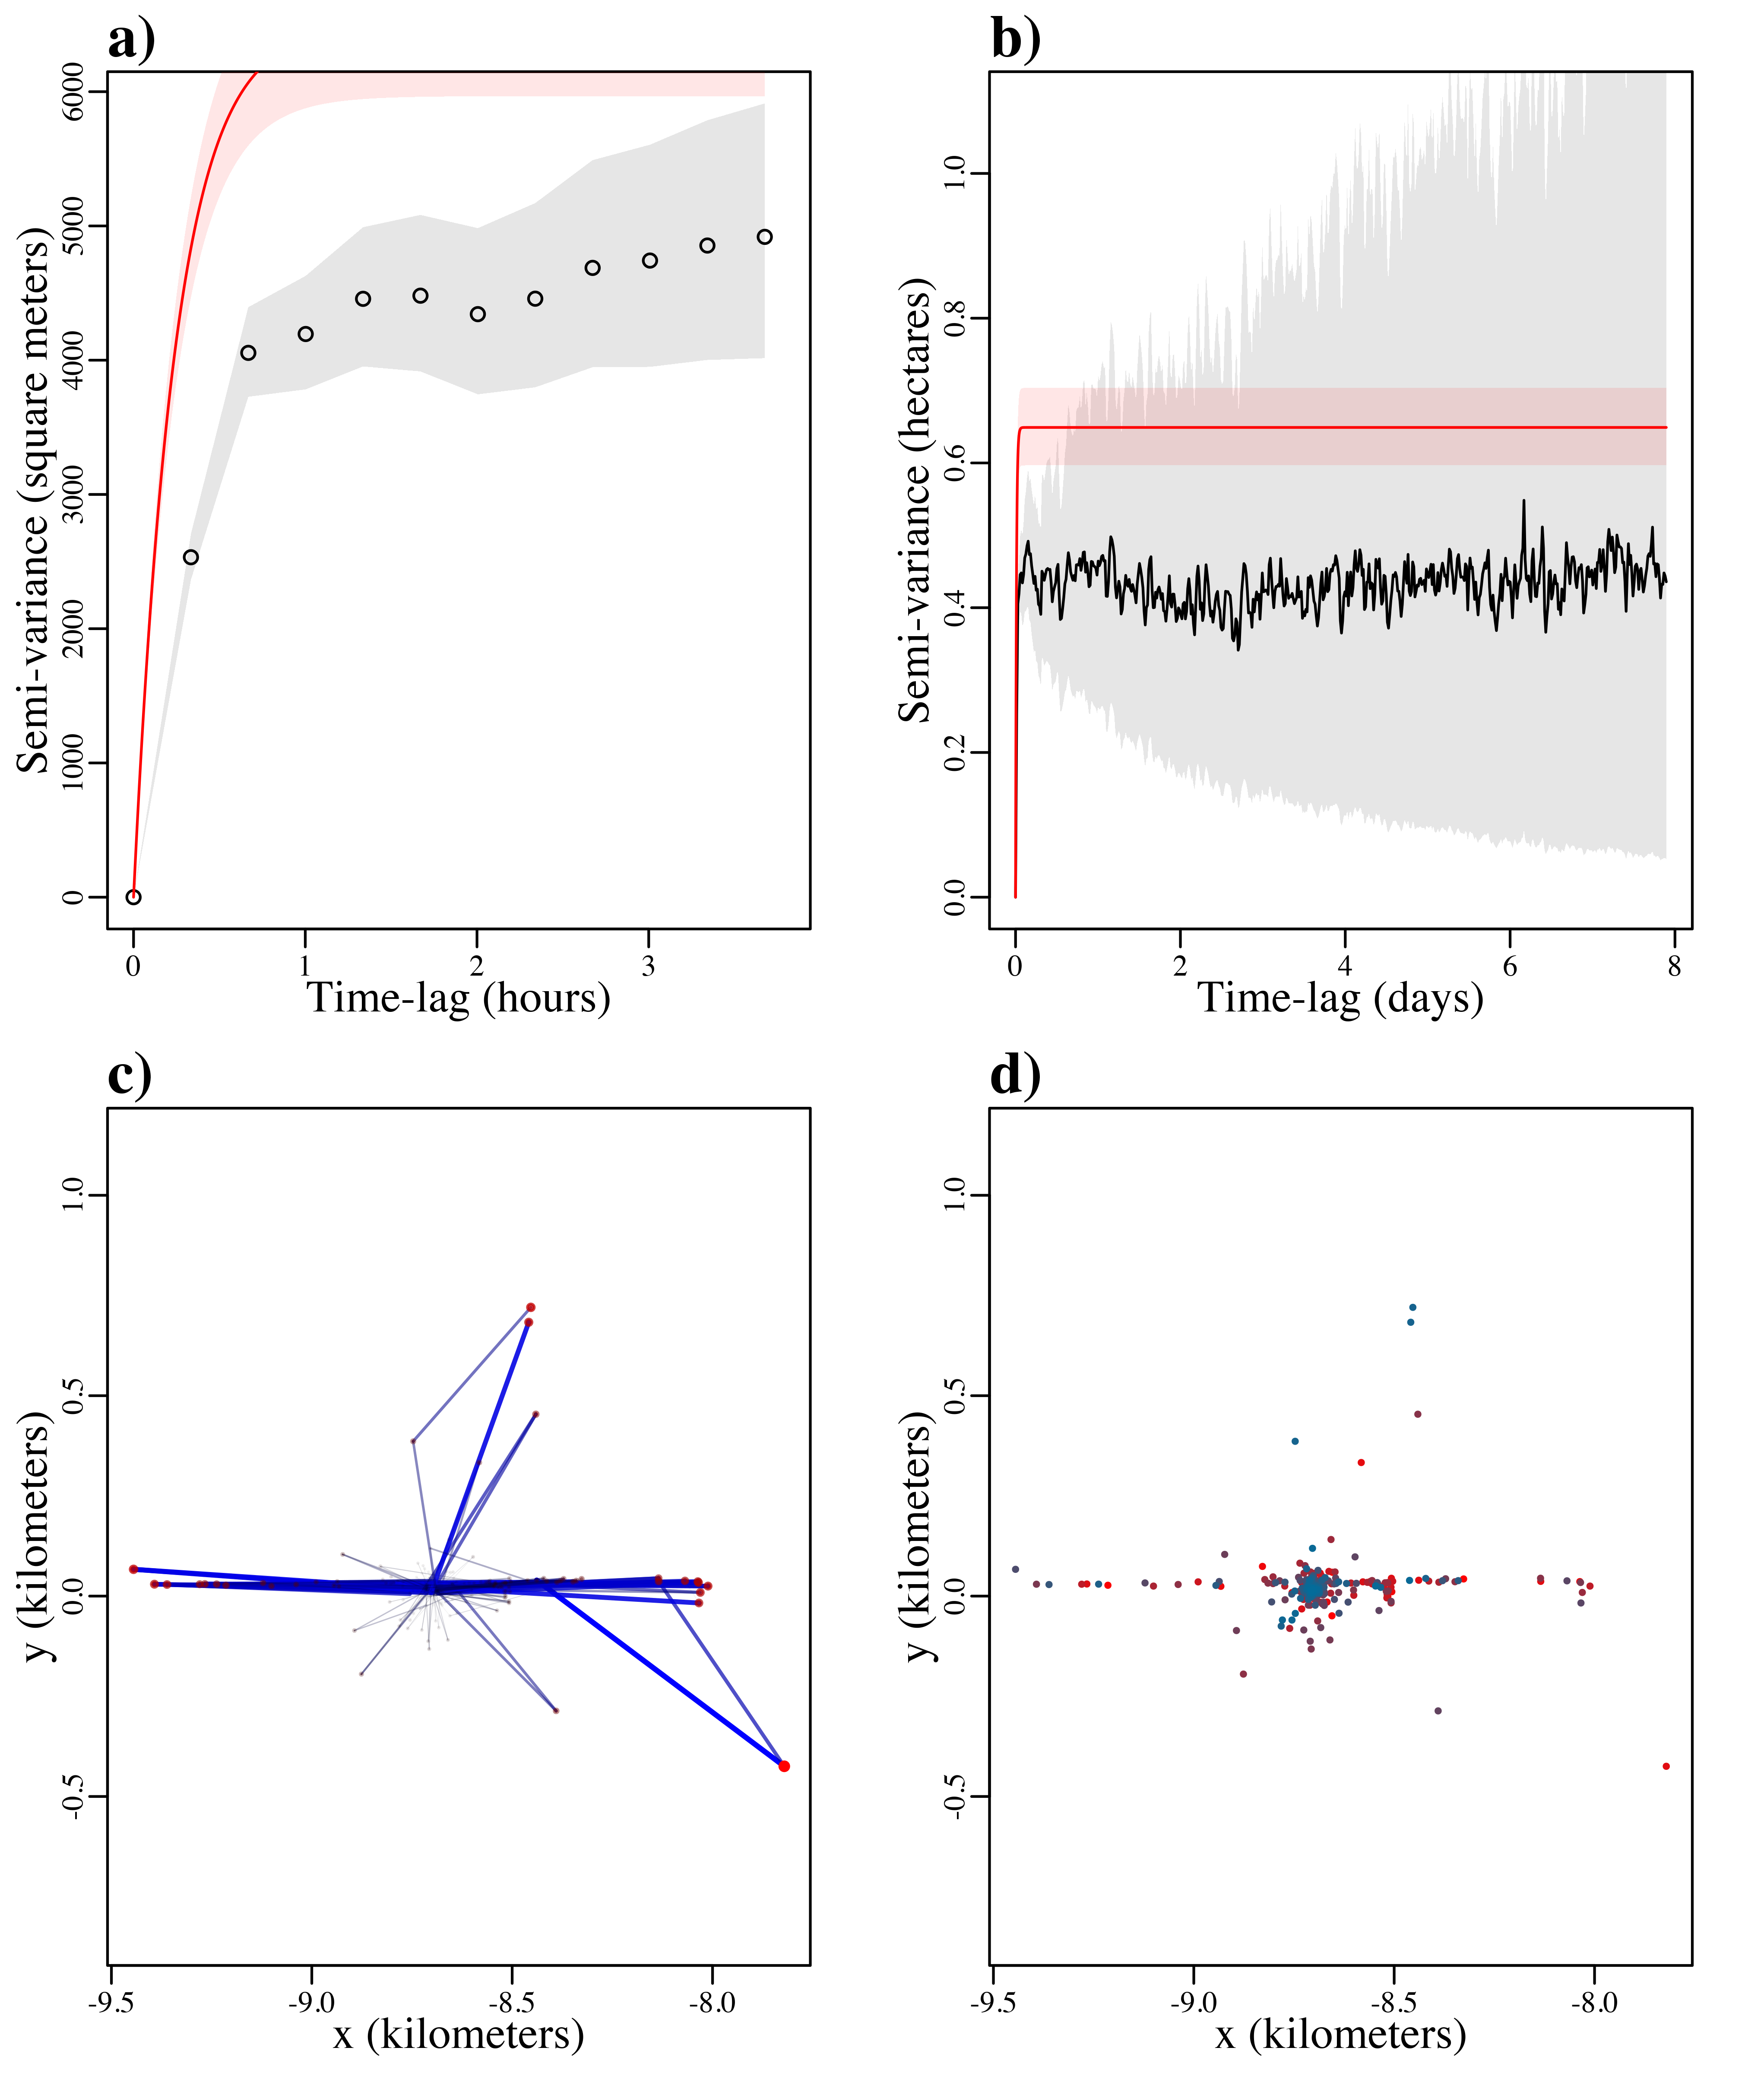 a)
Semi-variance (square meters)
0 1000 2000 3000 4000 5000 6000
0 1 2 3
Time-lag (hours)
b)
Semi-variance (hectares)
0.0 0.2 0.4 0.6 0.8 1.0
0 2 4 6 8
Time-lag (days)
c)
y (kilometers)
-0.5 0.0 0.5 1.0
-9.5 -9.0 -8.5 -8.0
x (kilometers)
d)
y (kilometers)
-0.5 0.0 0.5 1.0
-9.5 -9.0 -8.5 -8.0
x (kilometers)